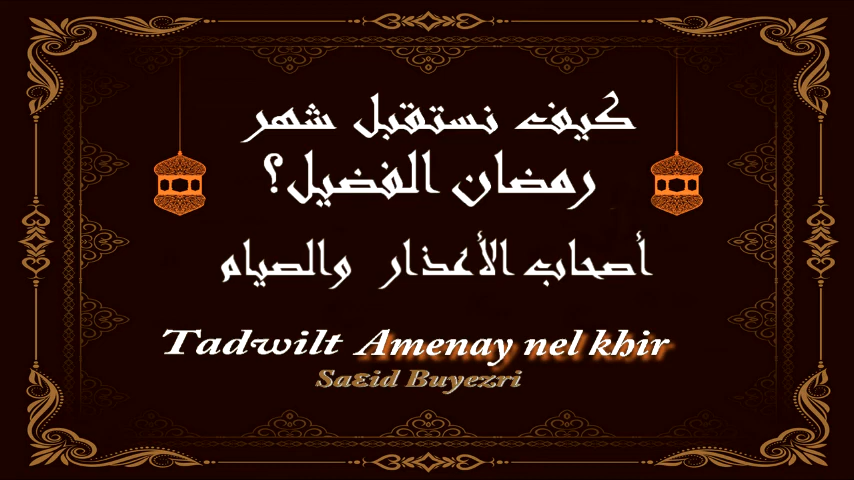 كيف نستقبل شهر
رمضان الفضيل؟
أصحاب الأعذار والصيام
Tadwilt Amenay nel khir
Saɛid Buyezri